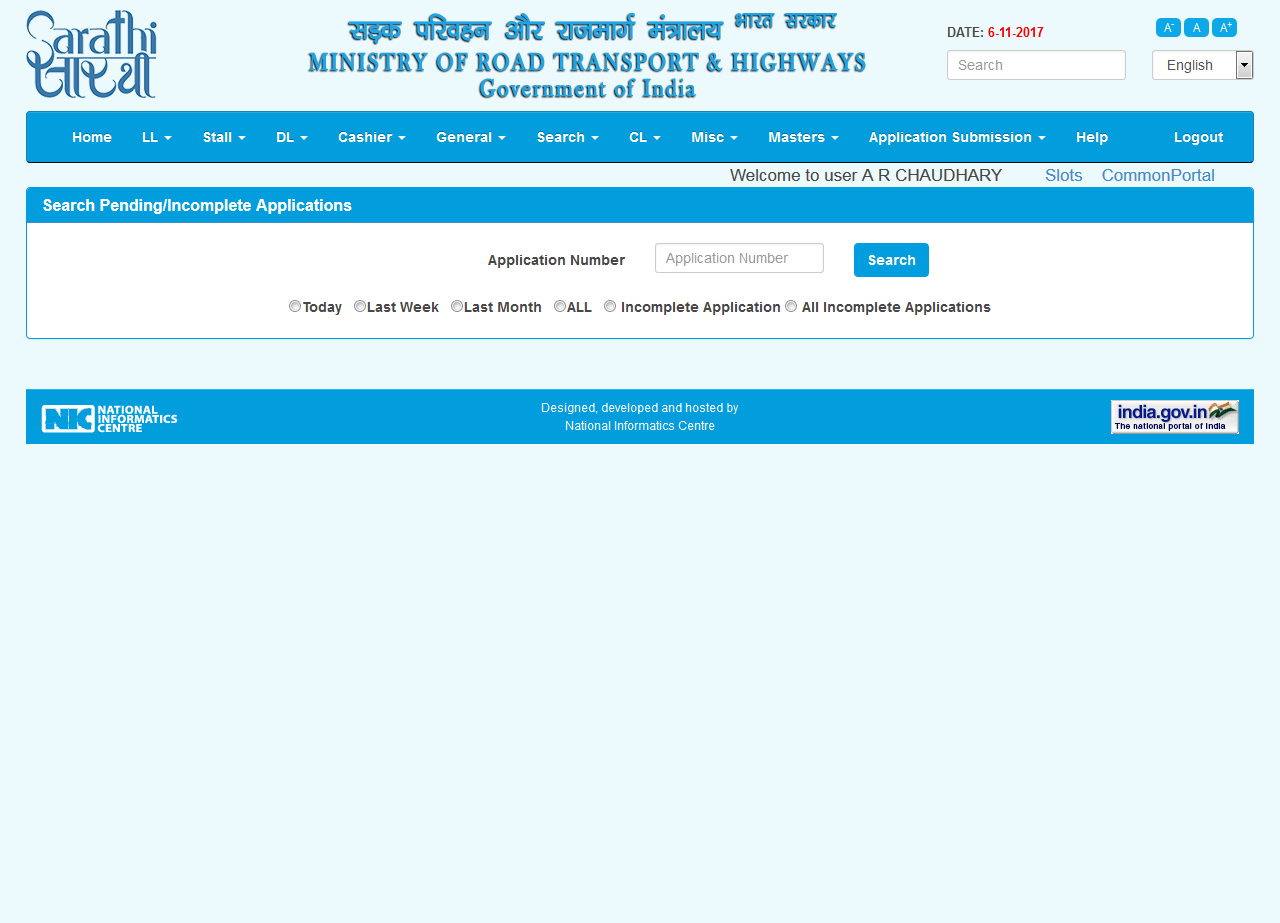 Sarathi
सारथी
सड़क परिवहन और राजमार्ग मंत्रालय भारत सरकार
MINISTRY OF ROAD TRANSPORT & HIGHWAYS
Government of India
DATE: 6-11-2017
A- A A+
Search English
Home LL Stall DL Cashier General Search CL Misc Masters Application Submission Help Logout
Welcome to user A R CHAUDHARY Slots CommonPortal
Search Pending/Incomplete Applications
Application Number Application Number Search
Today Last Week Last Month ALL Incomplete Application All Incomplete Applications
NIC NATIONAL
INFORMATICS
CENTRE
Designed, developed and hosted by
National Informatics Centre
india.gov.in
The national portal of India